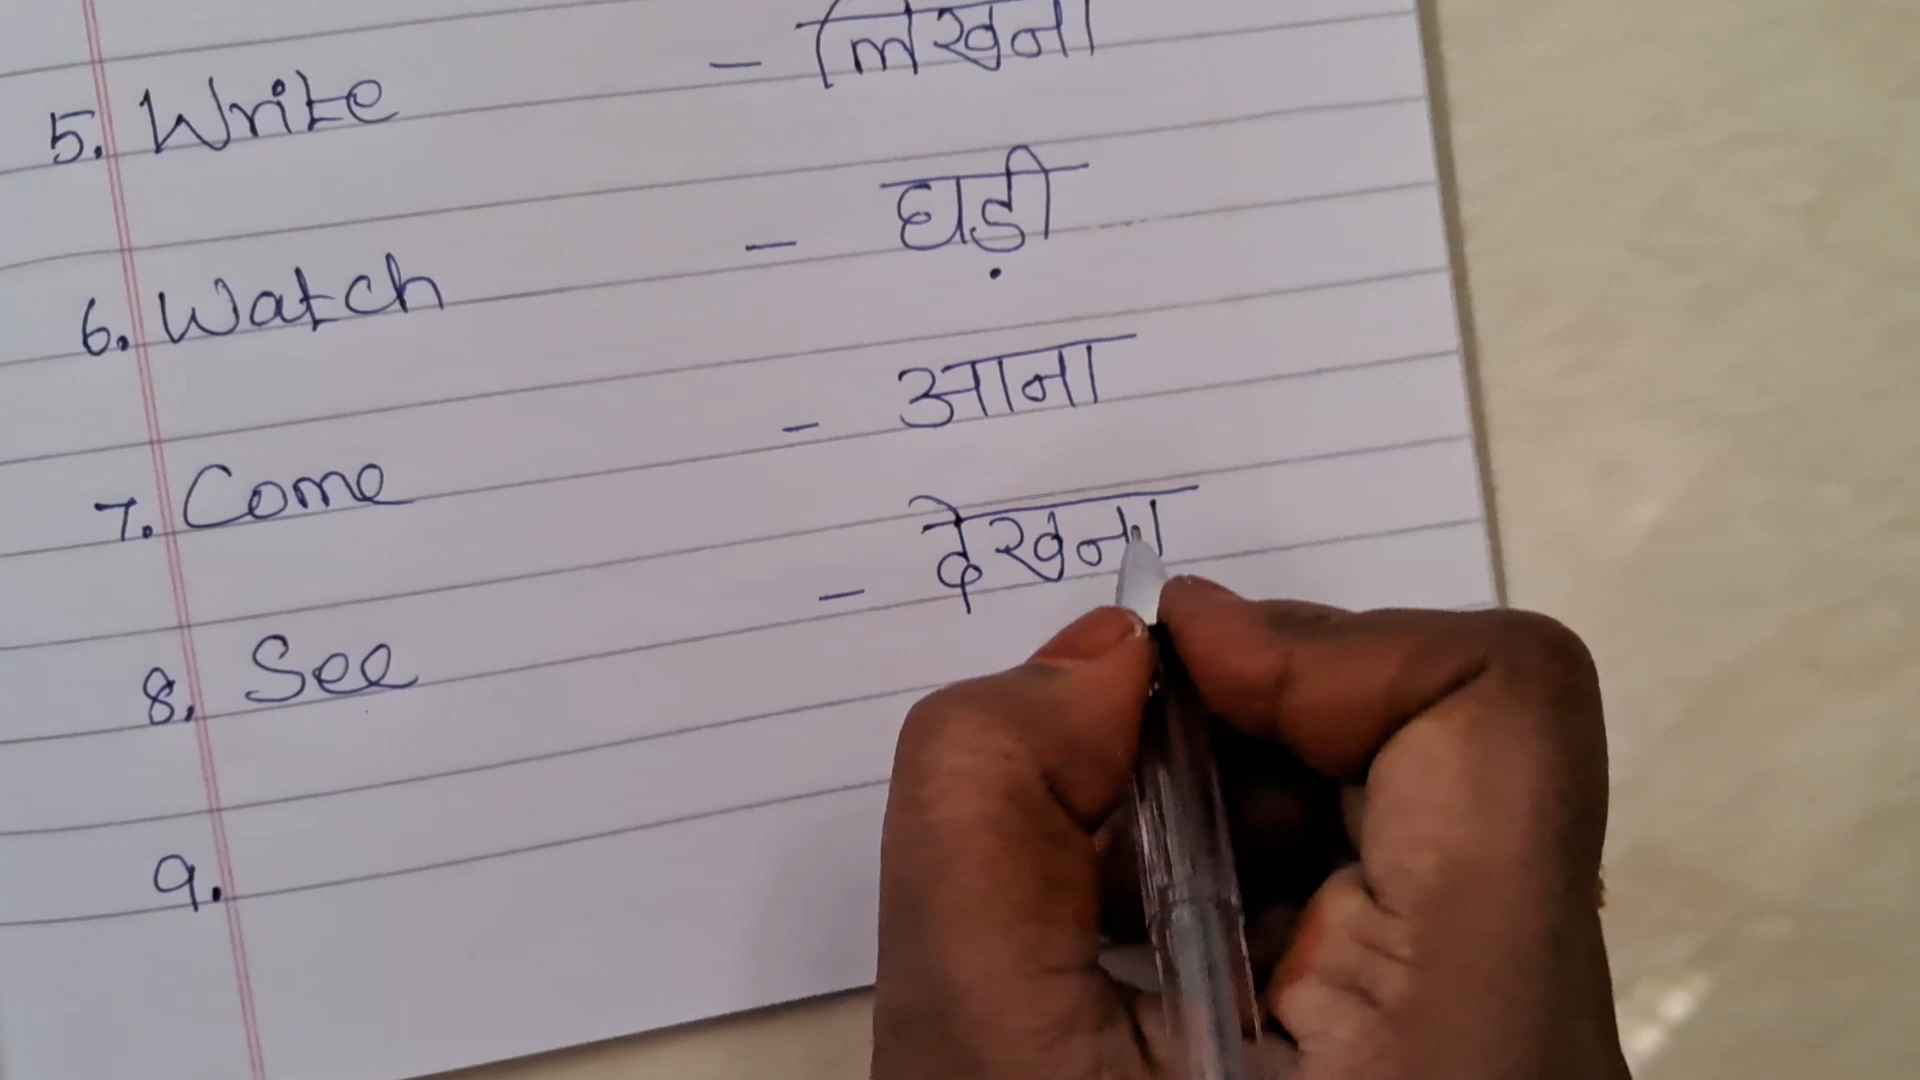 5. Write - लिखना
6. Watch - घड़ी
7. Come - आना
8. See - देखना
9.